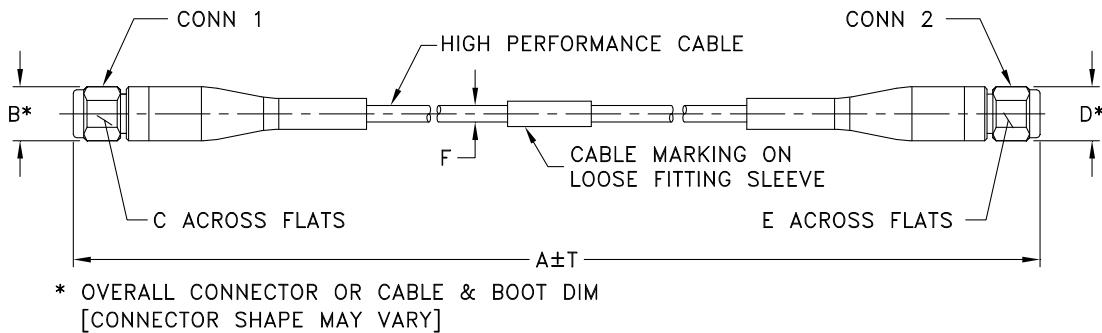 CONN 1
CONN 2
HIGH PERFORMANCE CABLE
B*
D*
F
CABLE MARKING ON
LOOSE FITTING SLEEVE
C ACROSS FLATS
E ACROSS FLATS
A±T
* OVERALL CONNECTOR OR CABLE & BOOT DIM
[CONNECTOR SHAPE MAY VARY]